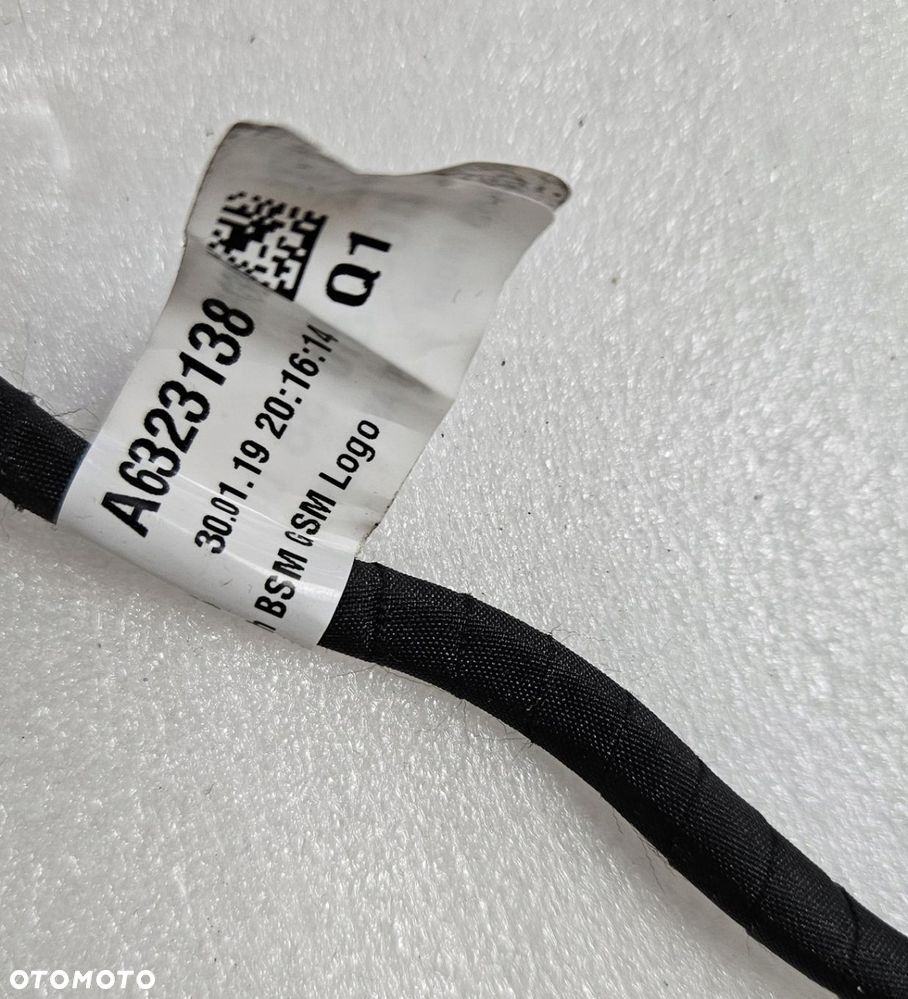 Q1
A6323138
30.01.19 20:16:14
BSM GSM Logo
OTOMOTO